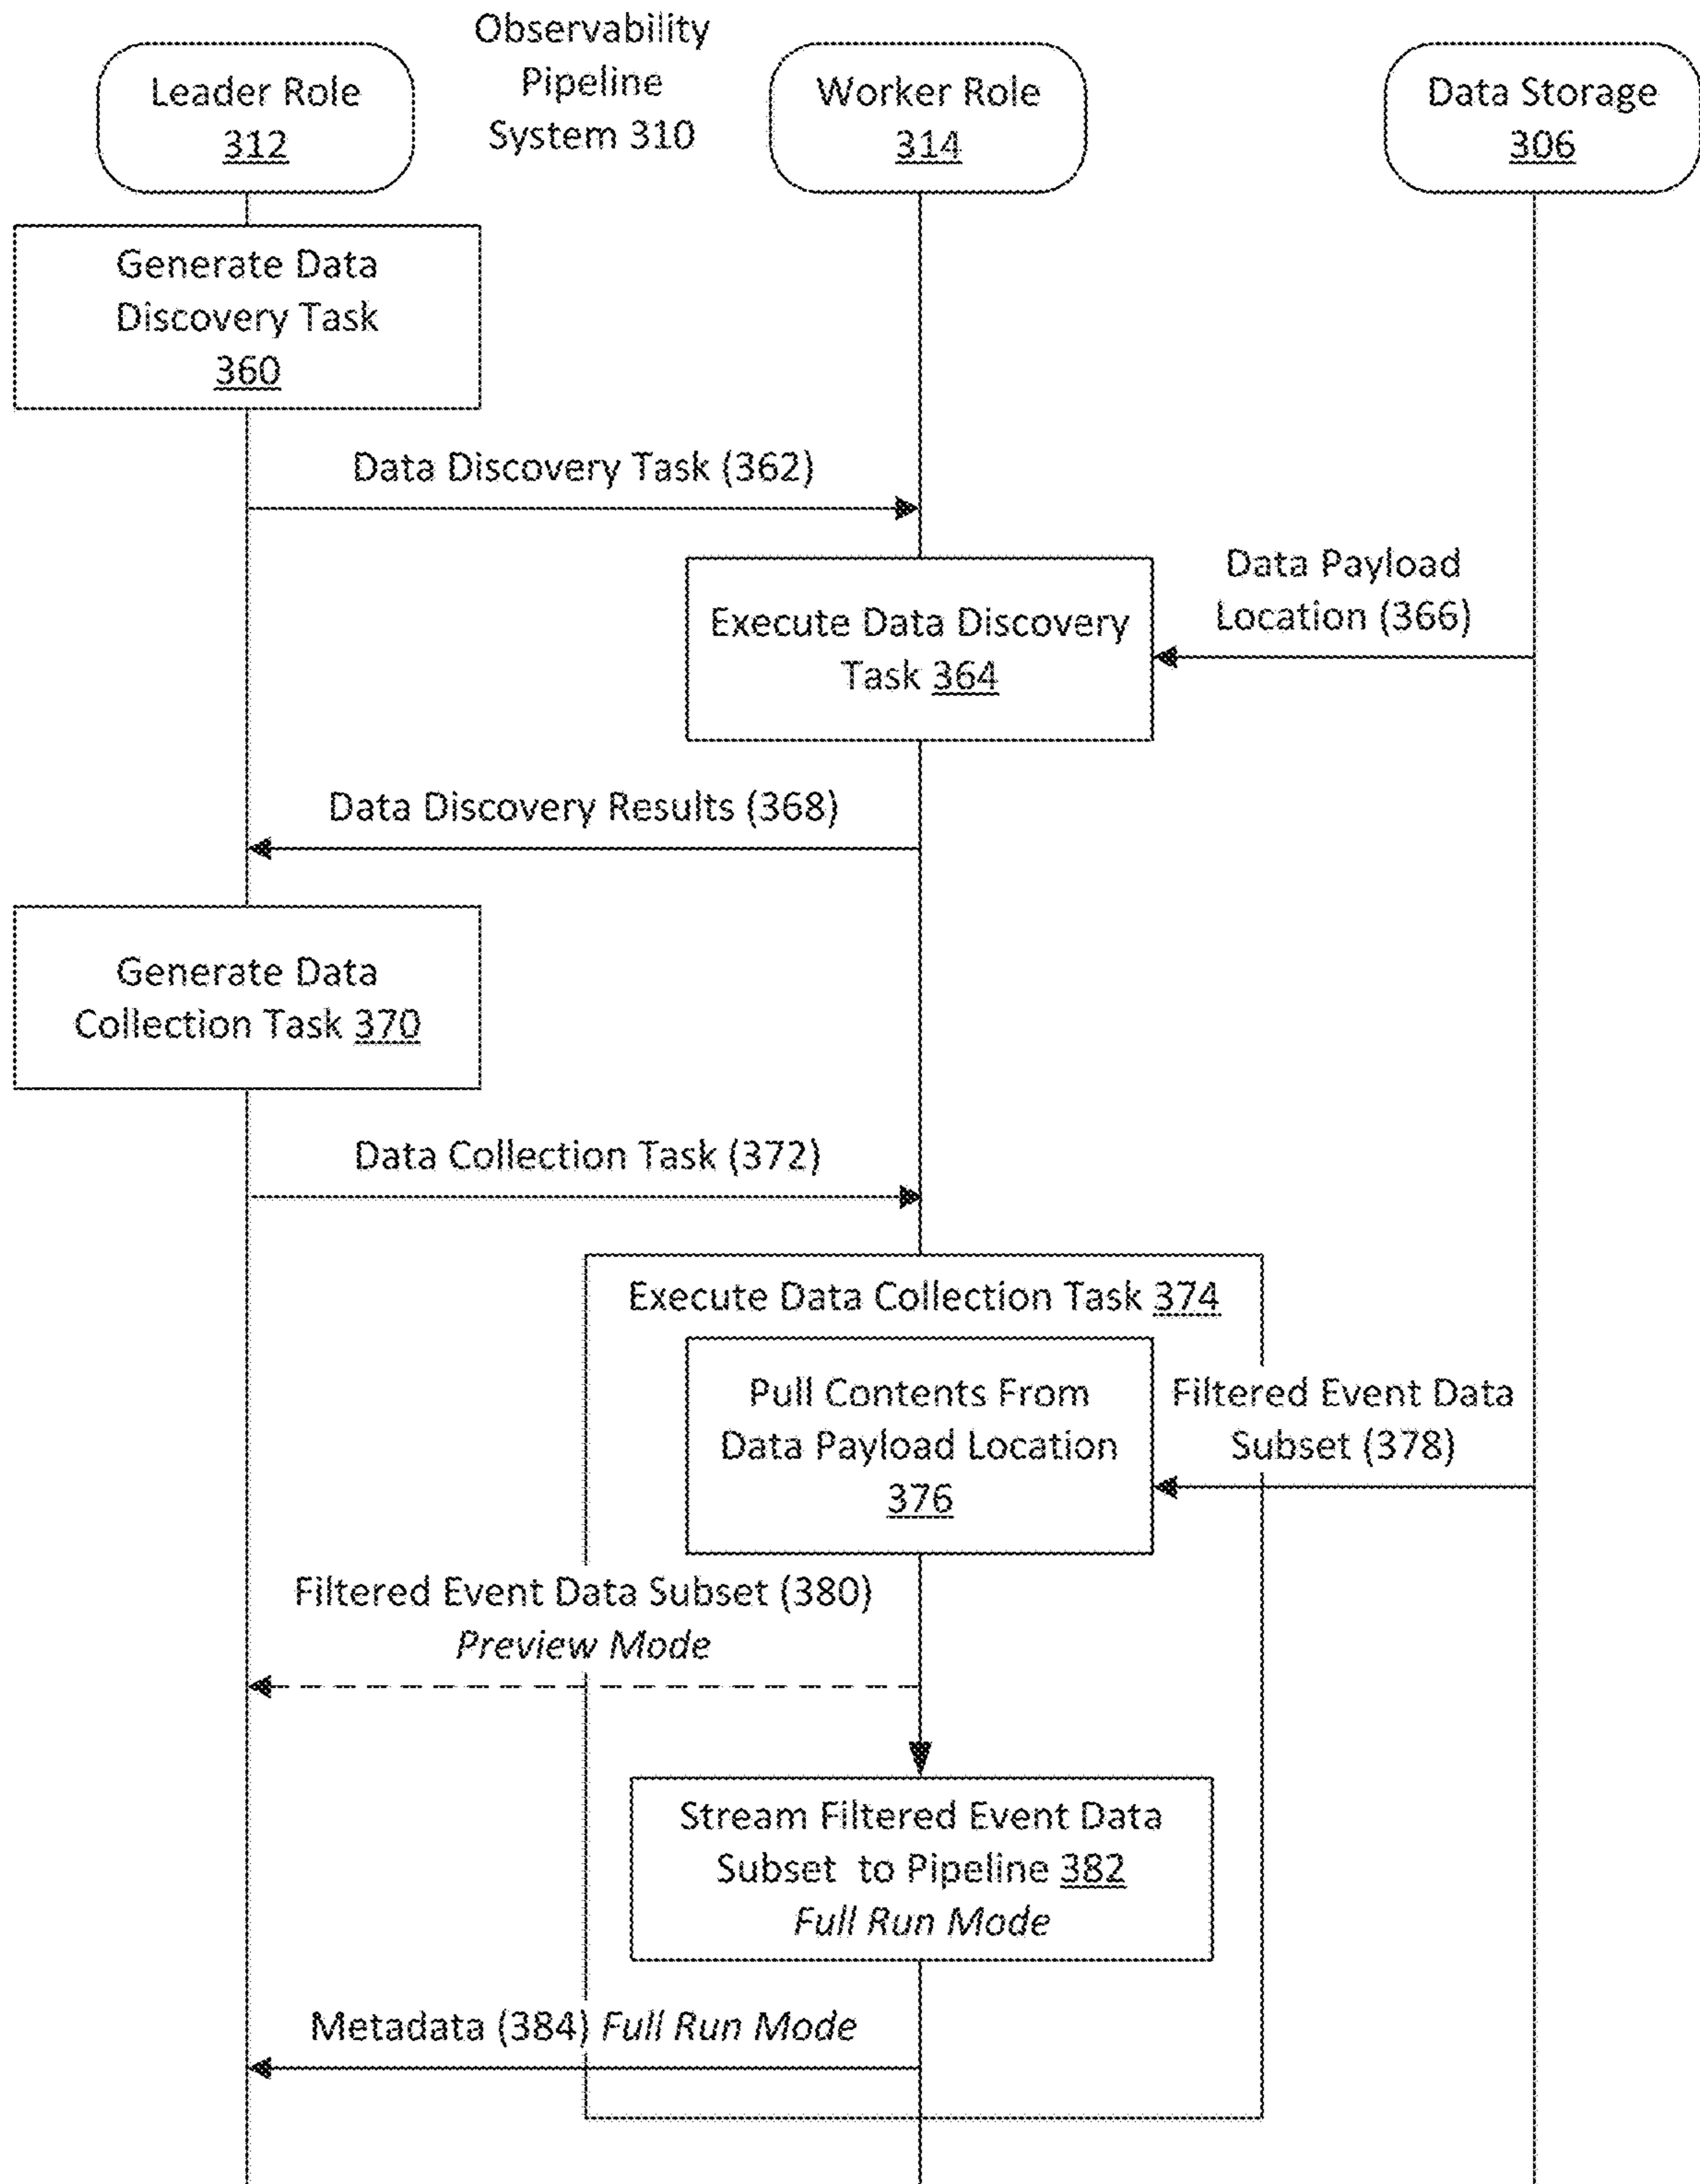 Observability
Pipeline
System 310
Leader Role
312
Worker Role
314
Data Storage
306
Generate Data
Discovery Task
360
Data Discovery Task (362)
Data Payload
Location (366)
Execute Data Discovery
Task 364
Data Discovery Results (368)
Generate Data
Collection Task 370
Data Collection Task (372)
Execute Data Collection Task 374
Pull Contents From
Data Payload Location
376
Filtered Event Data
Subset (378)
Filtered Event Data Subset (380)
Preview Mode
Stream Filtered Event Data
Subset to Pipeline 382
Full Run Mode
Metadata (384) Full Run Mode